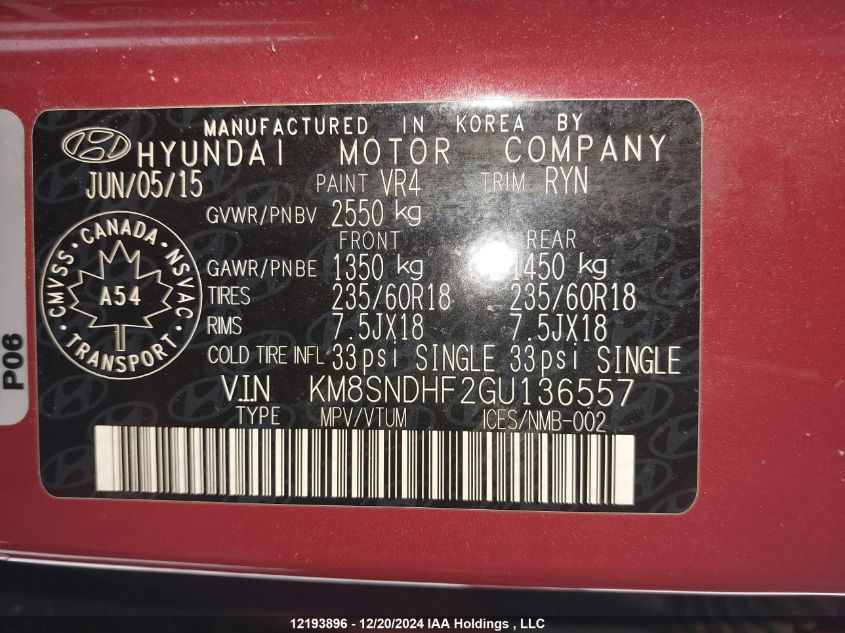 MANUFACTURED IN KOREA BY
HYUNDAI MOTOR COMPANY
JUN/05/15 PAINT VR4 TRIM RYN
GVWR/PNBV 2550 kg
FRONT REAR
GAWR/PNBE 1350 kg 1450 kg
TIRES 235/60R18 235/60R18
RIMS 7.5JX18 7.5JX18
COLD TIRE INFL 33psi SINGLE 33psi SINGLE
V.I.N KM8SNDHF2GU136557
TYPE MPV/VTUM ICES/NMB-002
CMVSS • CANADA • NSVAC
A54
TRANSPORT
P06
12193896 - 12/20/2024 IAA Holdings , LLC